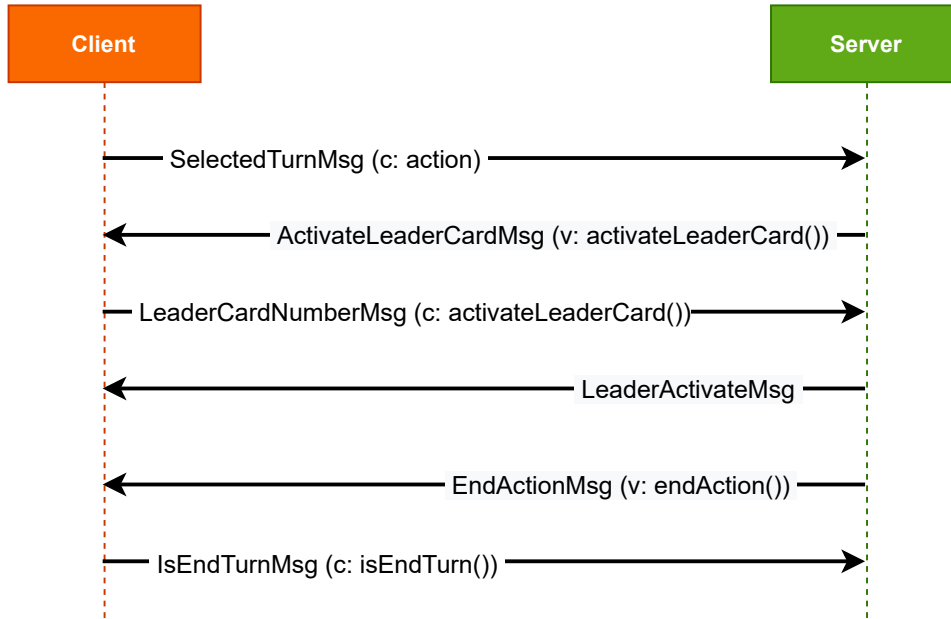 Client
Server
SelectedTurnMsg (c: action)
ActivateLeaderCardMsg (v: activateLeaderCard())
LeaderCardNumberMsg (c: activateLeaderCard())
LeaderActivateMsg
EndActionMsg (v: endAction())
IsEndTurnMsg (c: isEndTurn())